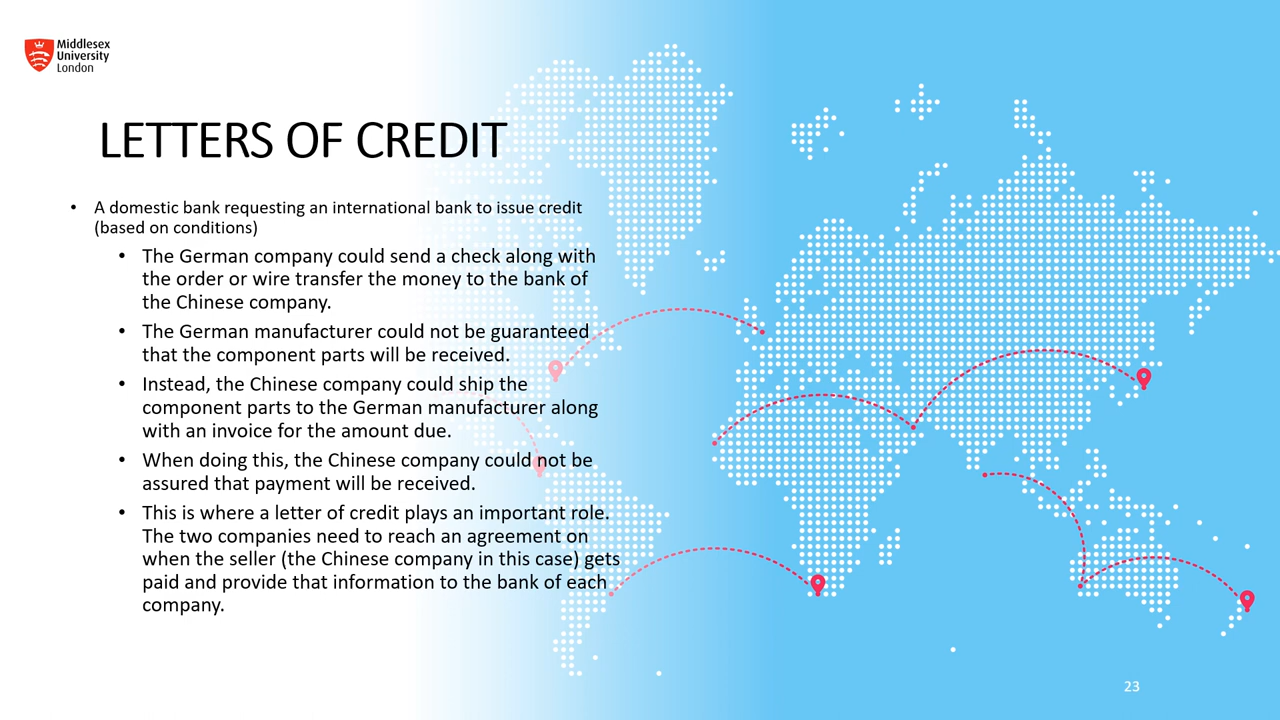 Middlesex
University
London
LETTERS OF CREDIT
• A domestic bank requesting an international bank to issue credit
(based on conditions)
• The German company could send a check along with
the order or wire transfer the money to the bank of
the Chinese company.
• The German manufacturer could not be guaranteed
that the component parts will be received.
• Instead, the Chinese company could ship the
component parts to the German manufacturer along
with an invoice for the amount due.
• When doing this, the Chinese company could not be
assured that payment will be received.
• This is where a letter of credit plays an important role.
The two companies need to reach an agreement on
when the seller (the Chinese company in this case) gets
paid and provide that information to the bank of each
company.
23